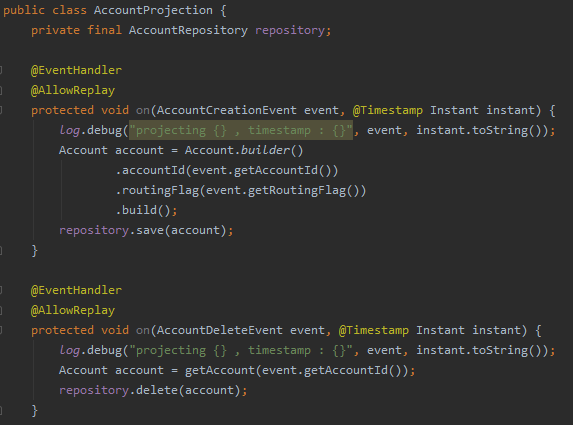 public class AccountProjection {
    private final AccountRepository repository;
    @EventHandler
    @AllowReplay
    protected void on(AccountCreationEvent event, @Timestamp Instant instant) {
        log.debug("projecting {} , timestamp : {}", event, instant.toString());
        Account account = Account.builder()
                .accountId(event.getAccountId())
                .routingFlag(event.getRoutingFlag())
                .build();
        repository.save(account);
    }
    @EventHandler
    @AllowReplay
    protected void on(AccountDeleteEvent event, @Timestamp Instant instant) {
        log.debug("projecting {} , timestamp : {}", event, instant.toString());
        Account account = getAccount(event.getAccountId());
        repository.delete(account);
    }